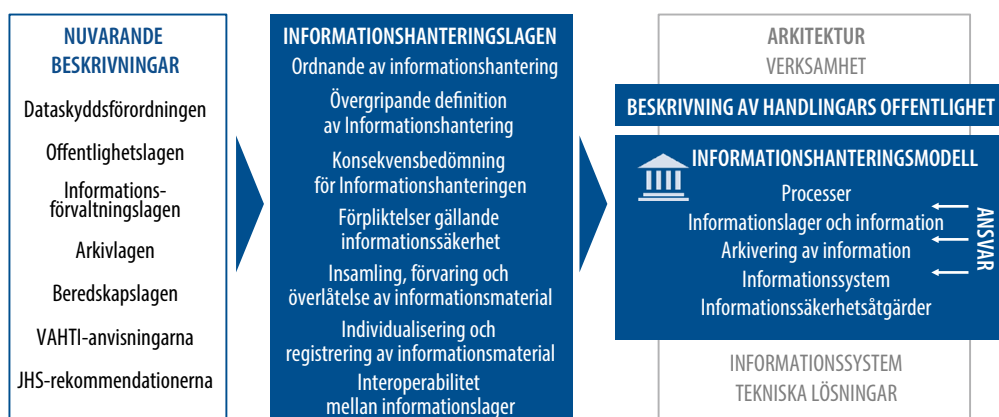 NUVARANDE
BESKRIVNINGAR
Dataskyddsförordningen
Offentlighetslagen
Informations-
förvaltningslagen
Arkivlagen
Beredskapslagen
VAHTI-anvisningarna
JHS-rekommendationerna
INFORMATIONSHANTERINGSLAGEN
Ordnande av informationshantering
Övergripande definition
av Informationshantering
Konsekvensbedömning
för Informationshanteringen
Förpliktelser gällande
informationssäkerhet
Insamling, förvaring och
överlåtelse av informationsmaterial
Individualisering och
registrering av informationsmaterial
Interoperabilitet
mellan informationslager
ARKITEKTUR
VERKSAMHET
BESKRIVNING AV HANDLINGARS OFFENTLIGHET
INFORMATIONSHANTERINGSMODELL
Processer
Informationslager och information
Arkivering av information
Informationssystem
Informationssäkerhetsåtgärder
ANSVAR
INFORMATIONSSYSTEM
TEKNISKA LÖSNINGAR